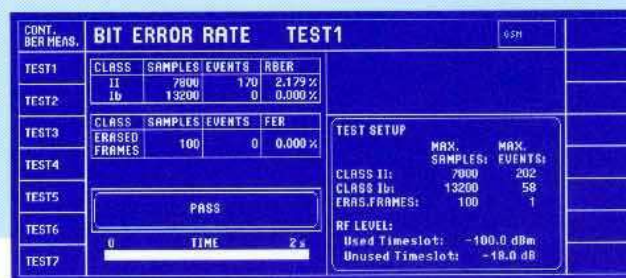 CONT.
BER MEAS.
BIT ERROR RATE TEST1
GSM
TEST1
TEST2
TEST3
TEST4
TEST5
TEST6
TEST7
CLASS SAMPLES EVENTS RBER
II 7800 170 2.179 %
Ib 13200 0 0.000 %
CLASS SAMPLES EVENTS FER
ERASED
FRAMES 100 0 0.000 %
PASS
0 TIME 2 s
TEST SETUP
MAX. MAX.
SAMPLES: EVENTS:
CLASS II: 7800 202
CLASS Ib: 13200 58
ERAS.FRAMES: 100 1
RF LEVEL:
Used Timeslot: -100.0 dBm
Unused Timeslot: -18.0 dB